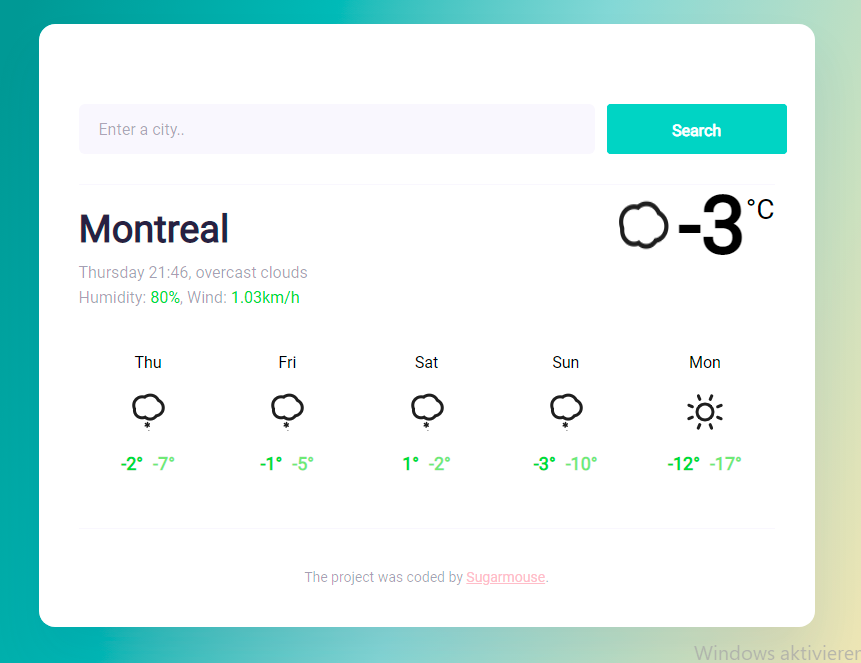 Enter a city..
Search
Montreal
-3 °C
Thursday 21:46, overcast clouds
Humidity: 80%, Wind: 1.03km/h
Thu Fri Sat Sun Mon
-2° -7° -1° -5° 1° -2° -3° -10° -12° -17°
The project was coded by Sugarmouse.
Windows aktivieren